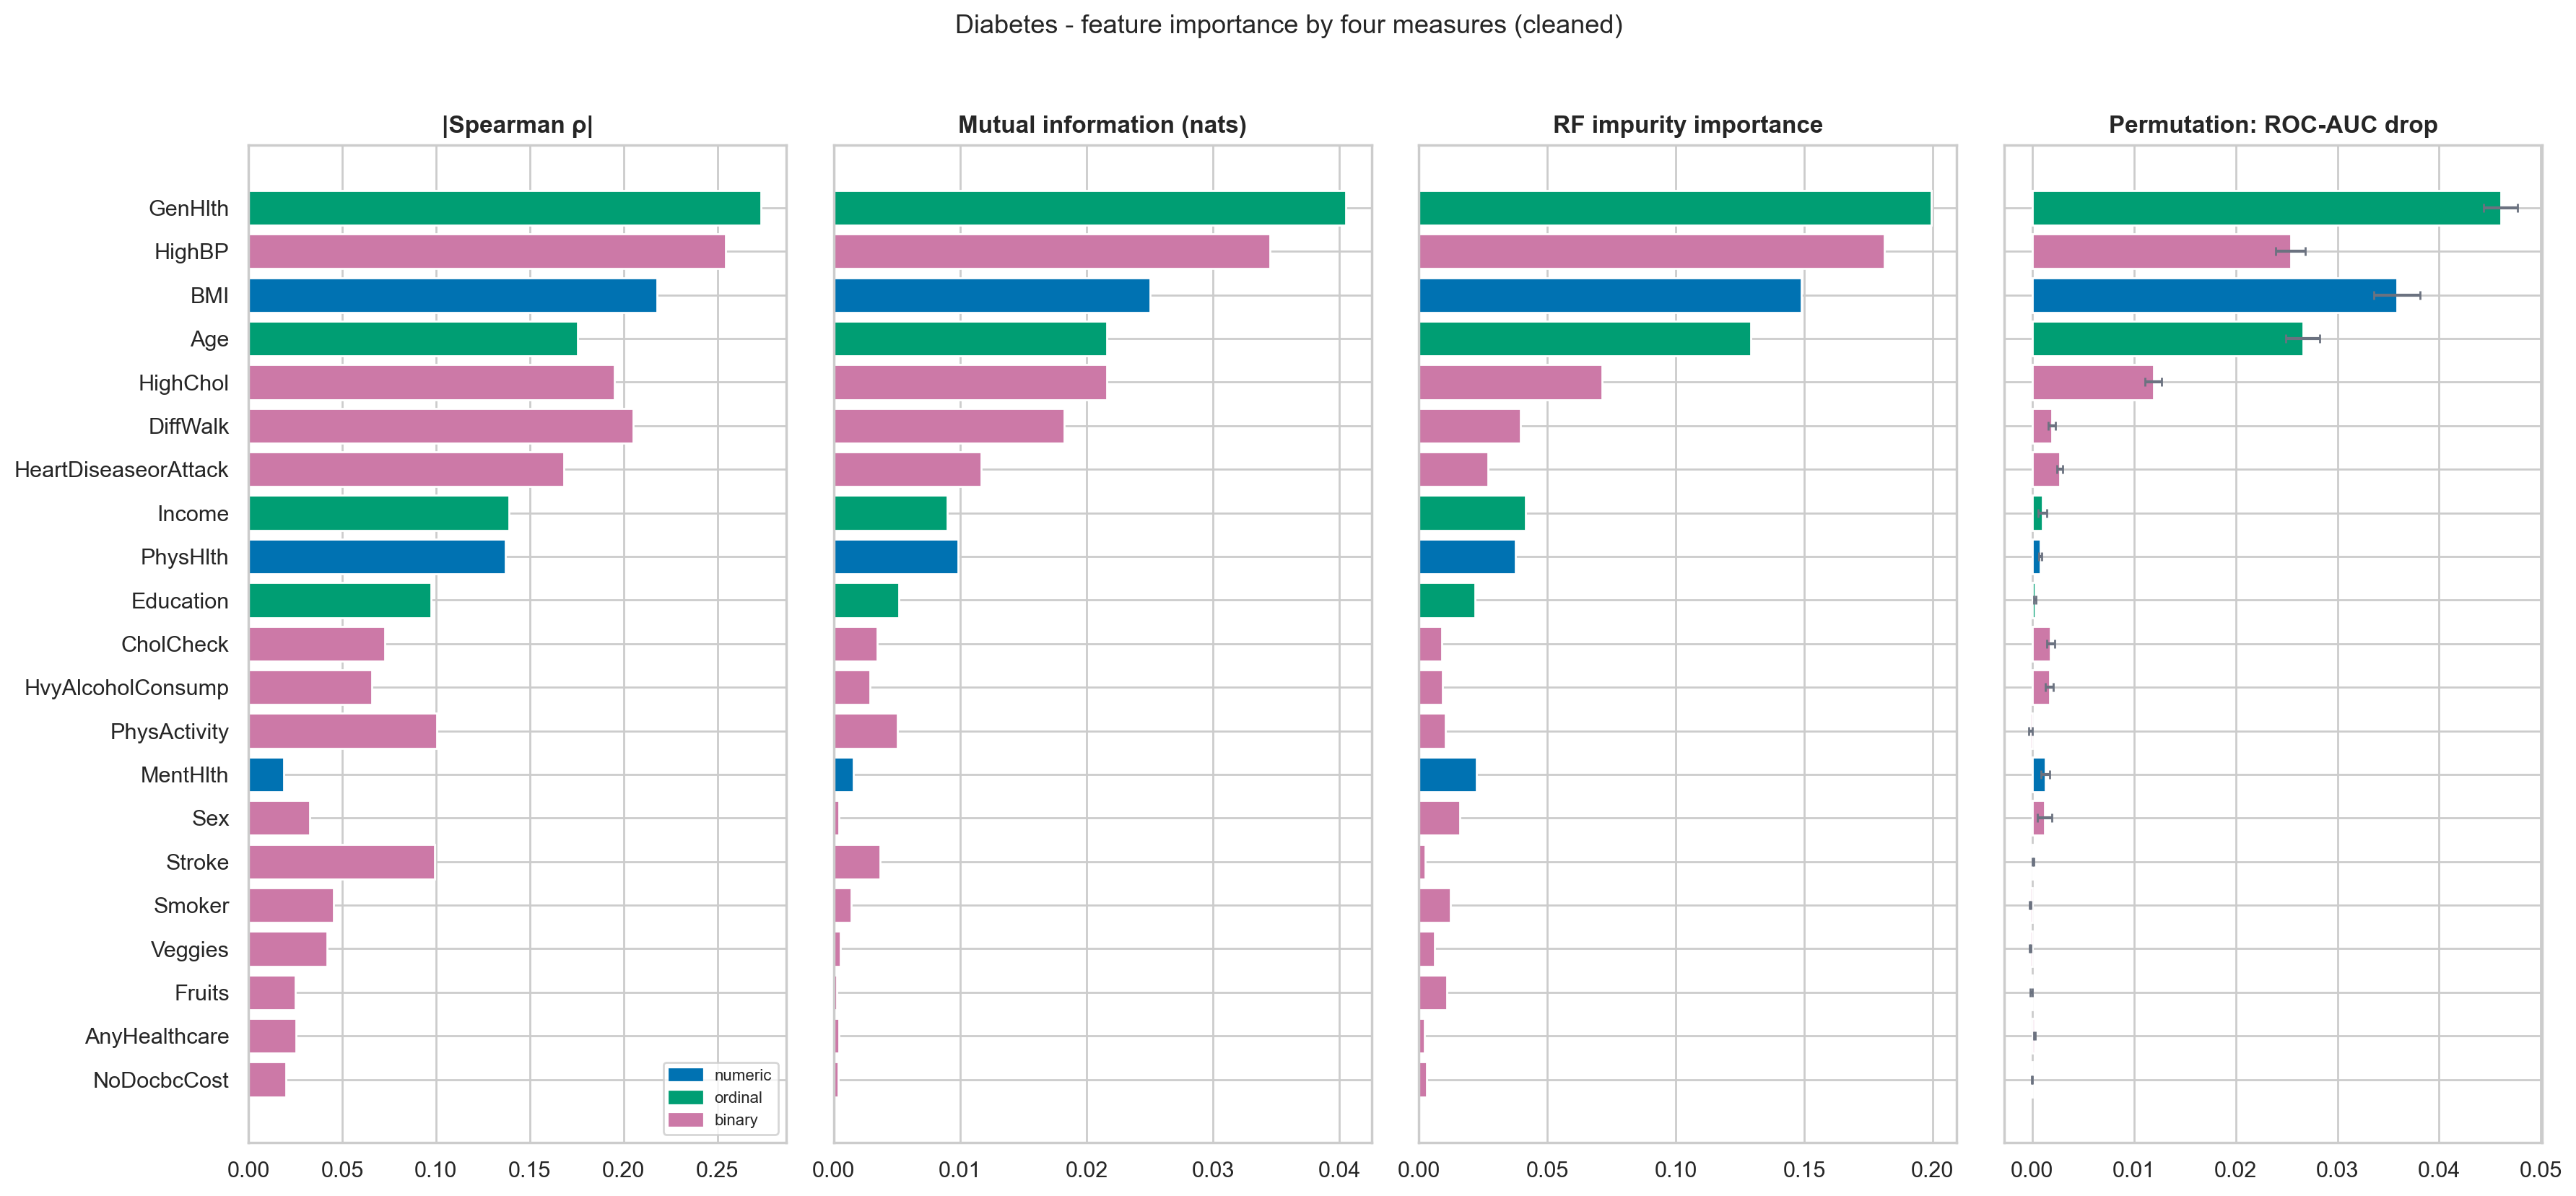 Diabetes - feature importance by four measures (cleaned)
|Spearman ρ|
Mutual information (nats)
RF impurity importance
Permutation: ROC-AUC drop
GenHlth
HighBP
BMI
Age
HighChol
DiffWalk
HeartDiseaseorAttack
Income
PhysHlth
Education
CholCheck
HvyAlcoholConsump
PhysActivity
MentHlth
Sex
Stroke
Smoker
Veggies
Fruits
AnyHealthcare
NoDocbcCost
numeric
ordinal
binary
0.00 0.05 0.10 0.15 0.20 0.25
0.00 0.01 0.02 0.03 0.04
0.00 0.05 0.10 0.15 0.20
0.00 0.01 0.02 0.03 0.04 0.05